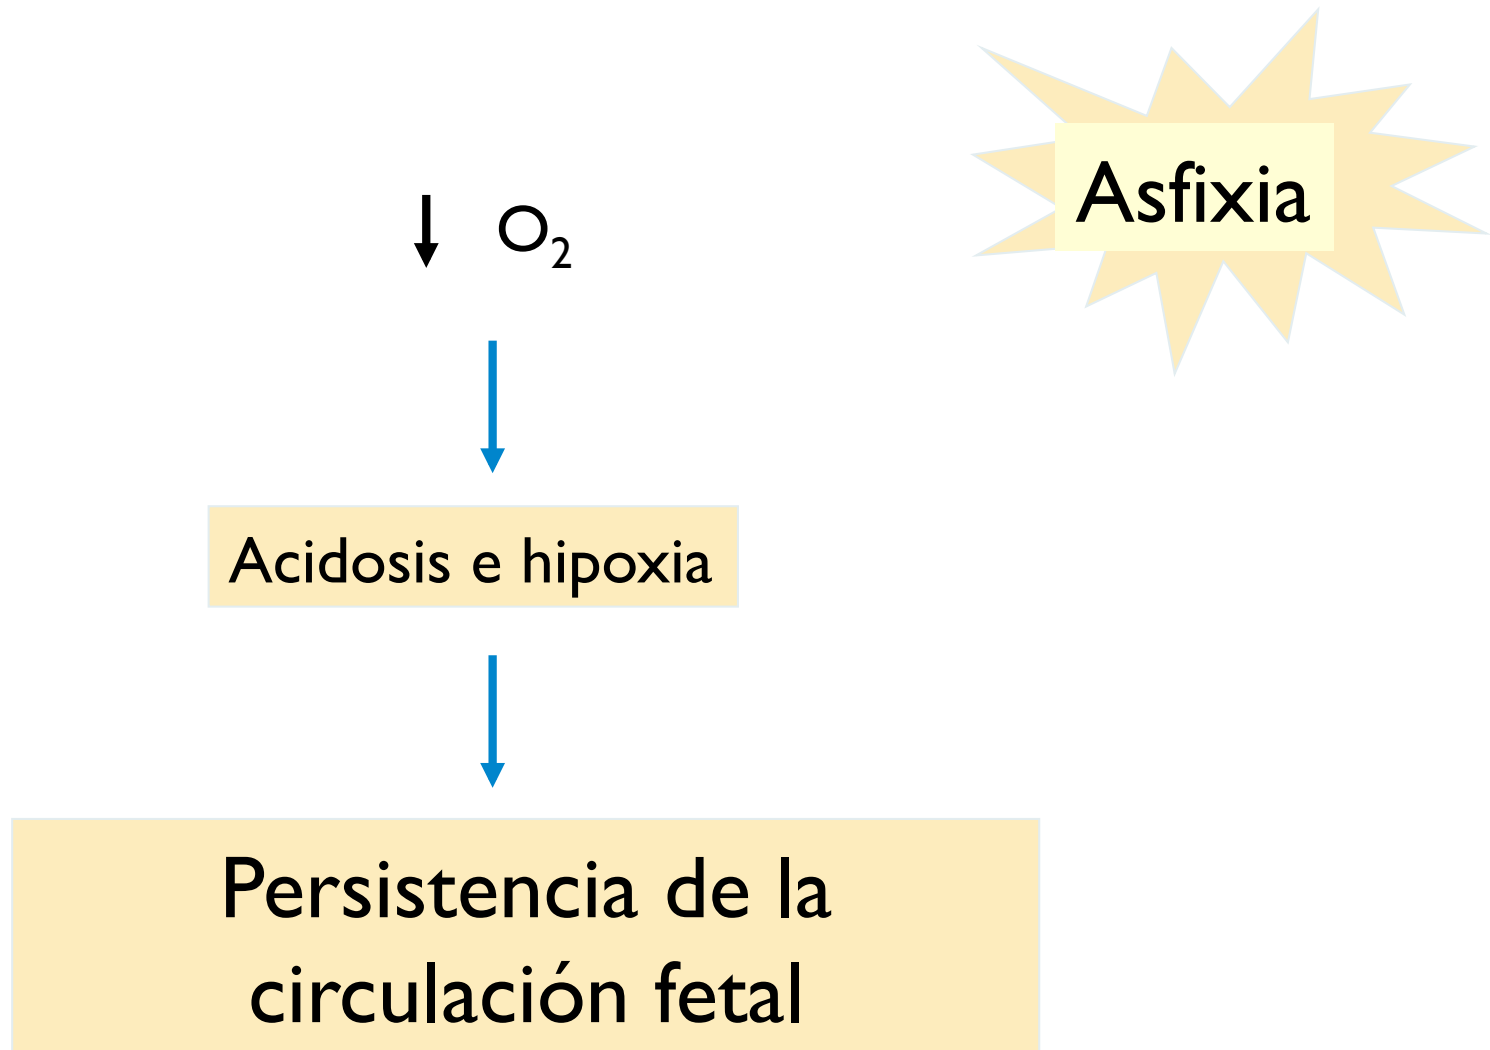 Asfixia
↓ O₂
Acidosis e hipoxia
Persistencia de la
circulación fetal